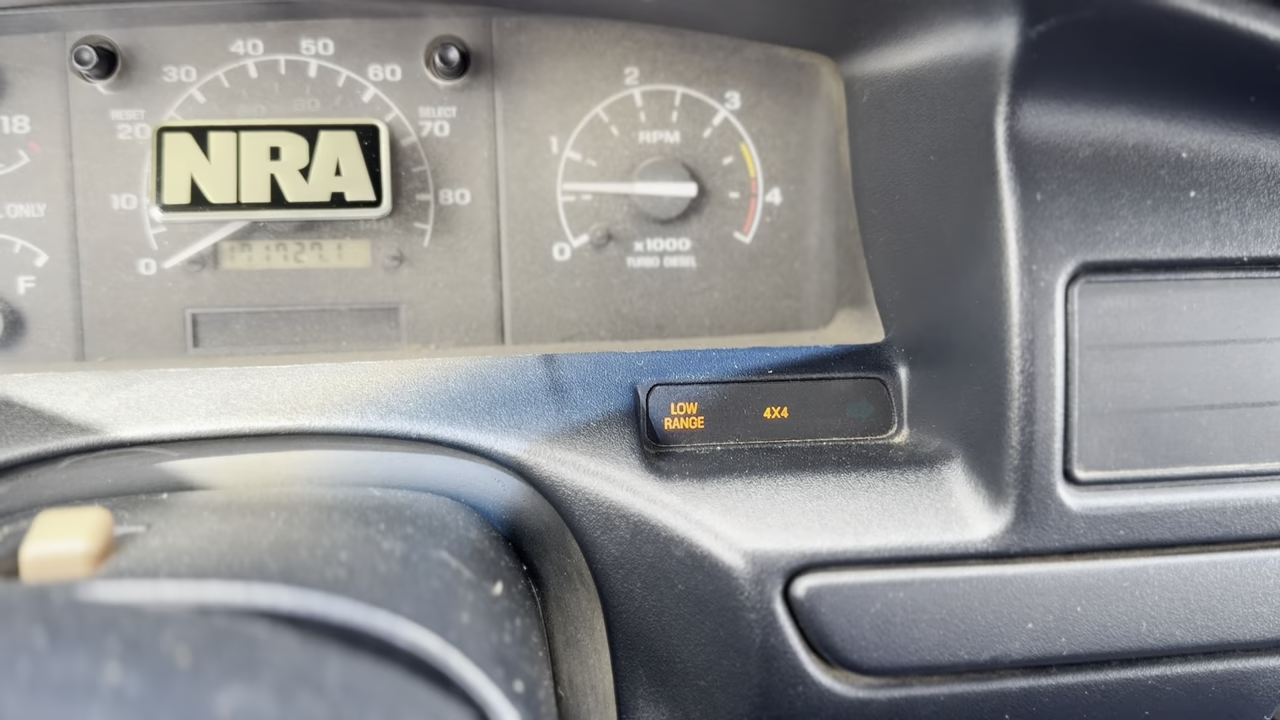 18
L ONLY
F
RESET
SELECT
0
10
20
30
40
50
60
70
80
NRA
0
1
2
3
4
RPM
x1000
TURBO DIESEL
LOW
RANGE
4X4